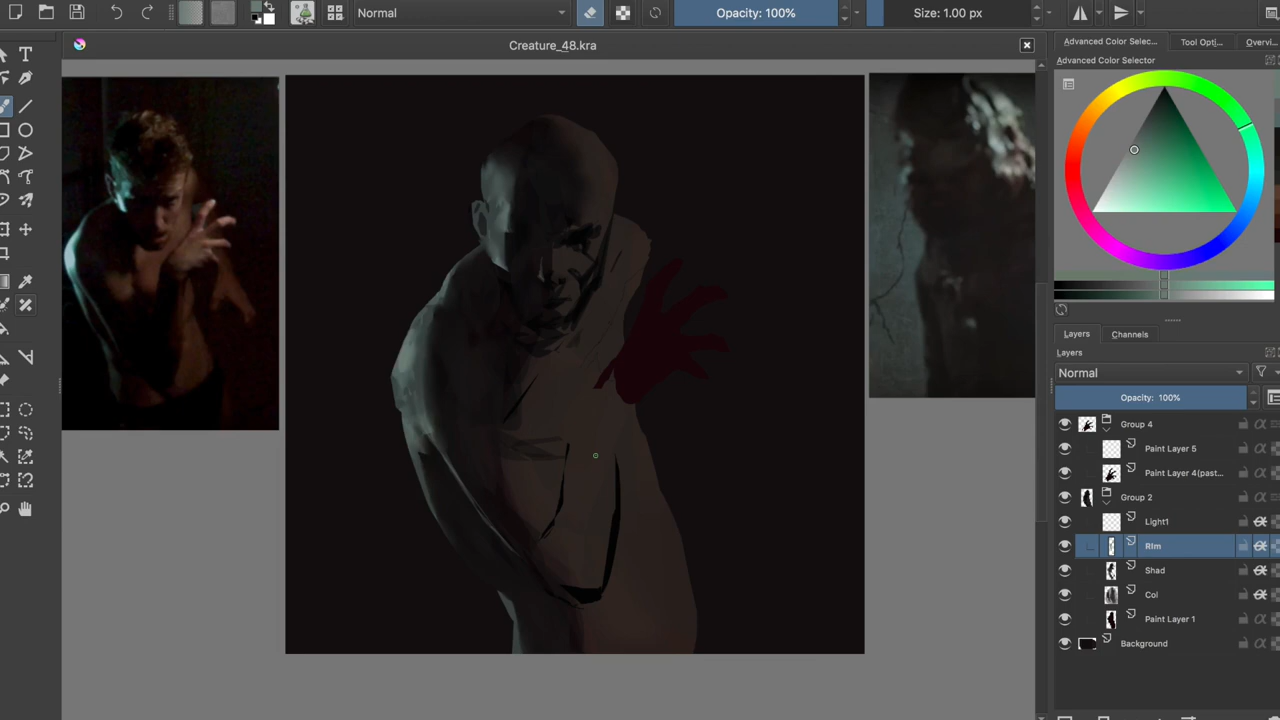 Normal
Opacity: 100%
Size: 1.00 px
Creature_48.kra
Advanced Color Selec...
Tool Opti...
Overvi...
Advanced Color Selector
Layers
Channels
Layers
Normal
Opacity: 100%
Group 4
Paint Layer 5
Paint Layer 4(past...
Group 2
Light1
RIm
Shad
Col
Paint Layer 1
Background